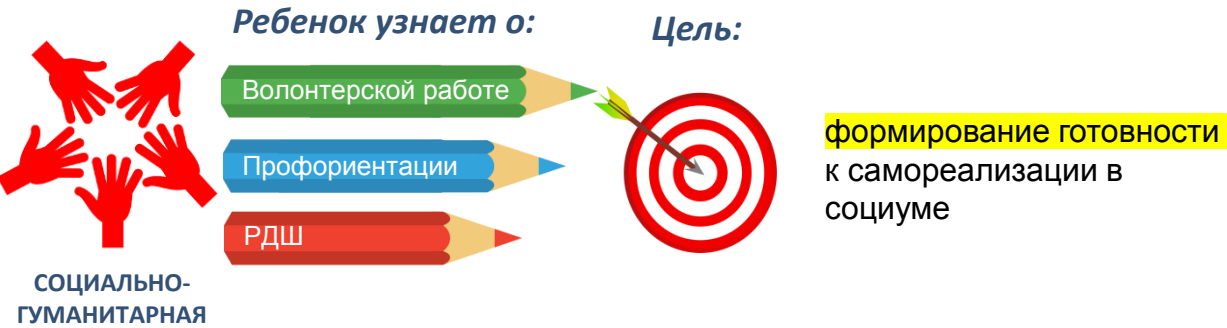 Ребенок узнает о:
Цель:
Волонтерской работе
Профориентации
РДШ
формирование готовности
к самореализации в
социуме
СОЦИАЛЬНО-
ГУМАНИТАРНАЯ